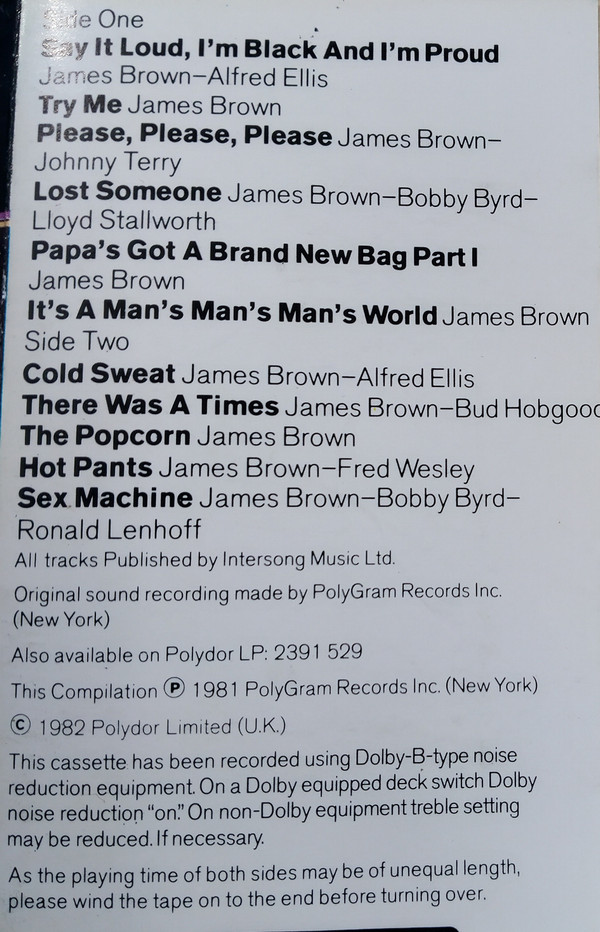 Side One
Say It Loud, I'm Black And I'm Proud
James Brown–Alfred Ellis
Try Me James Brown
Please, Please, Please James Brown–
Johnny Terry
Lost Someone James Brown–Bobby Byrd–
Lloyd Stallworth
Papa's Got A Brand New Bag Part I
James Brown
It's A Man's Man's Man's World James Brown
Side Two
Cold Sweat James Brown–Alfred Ellis
There Was A Times James Brown–Bud Hobgood
The Popcorn James Brown
Hot Pants James Brown–Fred Wesley
Sex Machine James Brown–Bobby Byrd–
Ronald Lenhoff
All tracks Published by Intersong Music Ltd.
Original sound recording made by PolyGram Records Inc.
(New York)
Also available on Polydor LP: 2391 529
This Compilation ℗ 1981 PolyGram Records Inc. (New York)
© 1982 Polydor Limited (U.K.)
This cassette has been recorded using Dolby-B-type noise
reduction equipment. On a Dolby equipped deck switch Dolby
noise reduction "on." On non-Dolby equipment treble setting
may be reduced. If necessary.
As the playing time of both sides may be of unequal length,
please wind the tape on to the end before turning over.